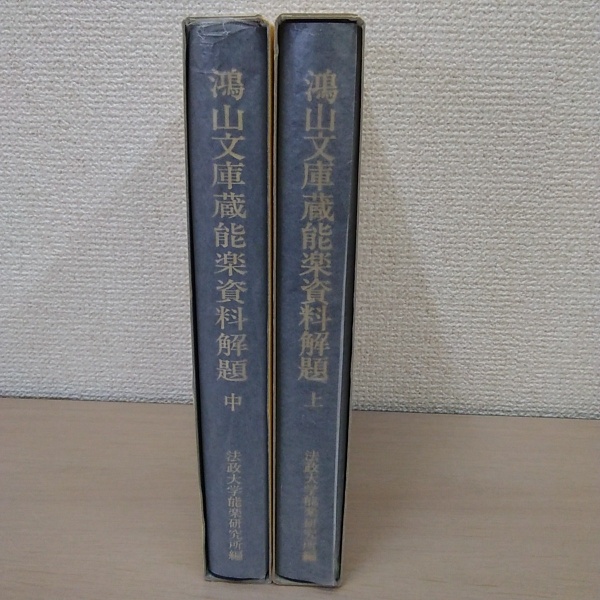 鴻山文庫蔵能楽資料解題 上
法政大学能楽研究所編
鴻山文庫蔵能楽資料解題 中
法政大学能楽研究所編